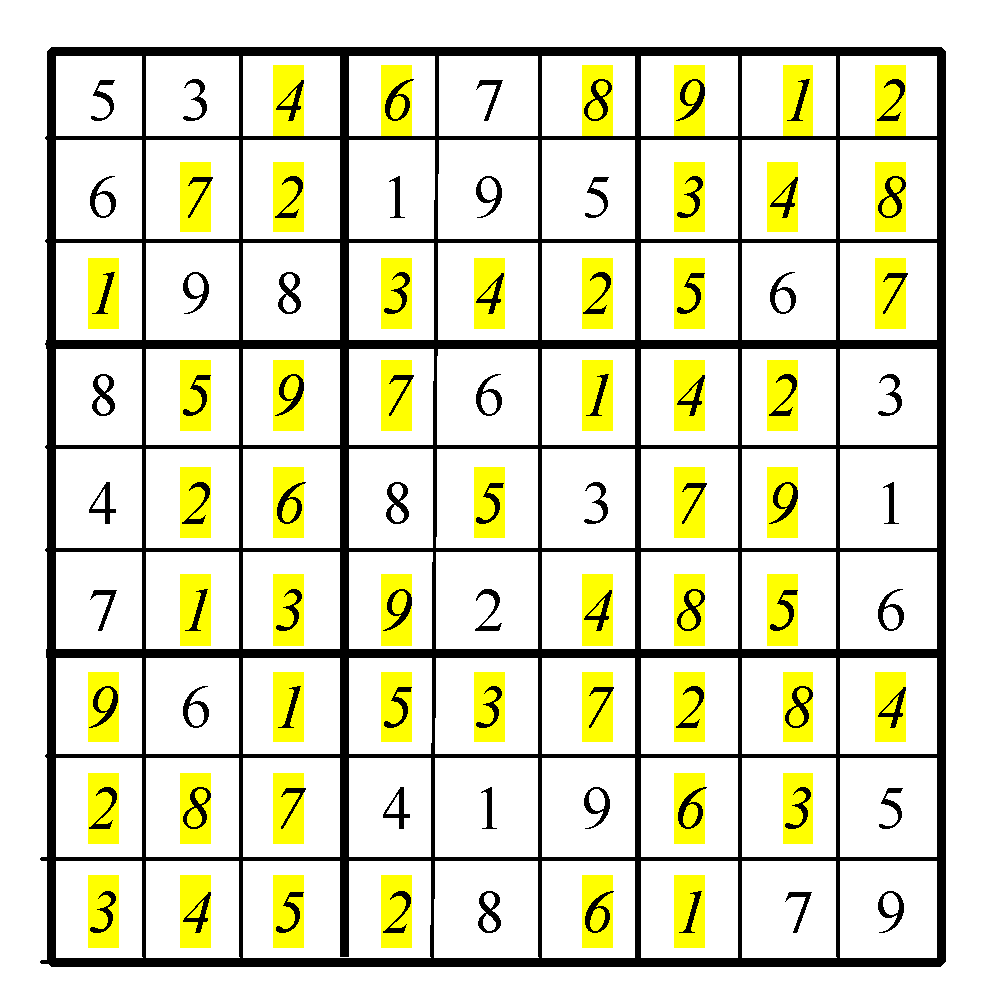 5 3 4 6 7 8 9 1 2
6 7 2 1 9 5 3 4 8
1 9 8 3 4 2 5 6 7
8 5 9 7 6 1 4 2 3
4 2 6 8 5 3 7 9 1
7 1 3 9 2 4 8 5 6
9 6 1 5 3 7 2 8 4
2 8 7 4 1 9 6 3 5
3 4 5 2 8 6 1 7 9